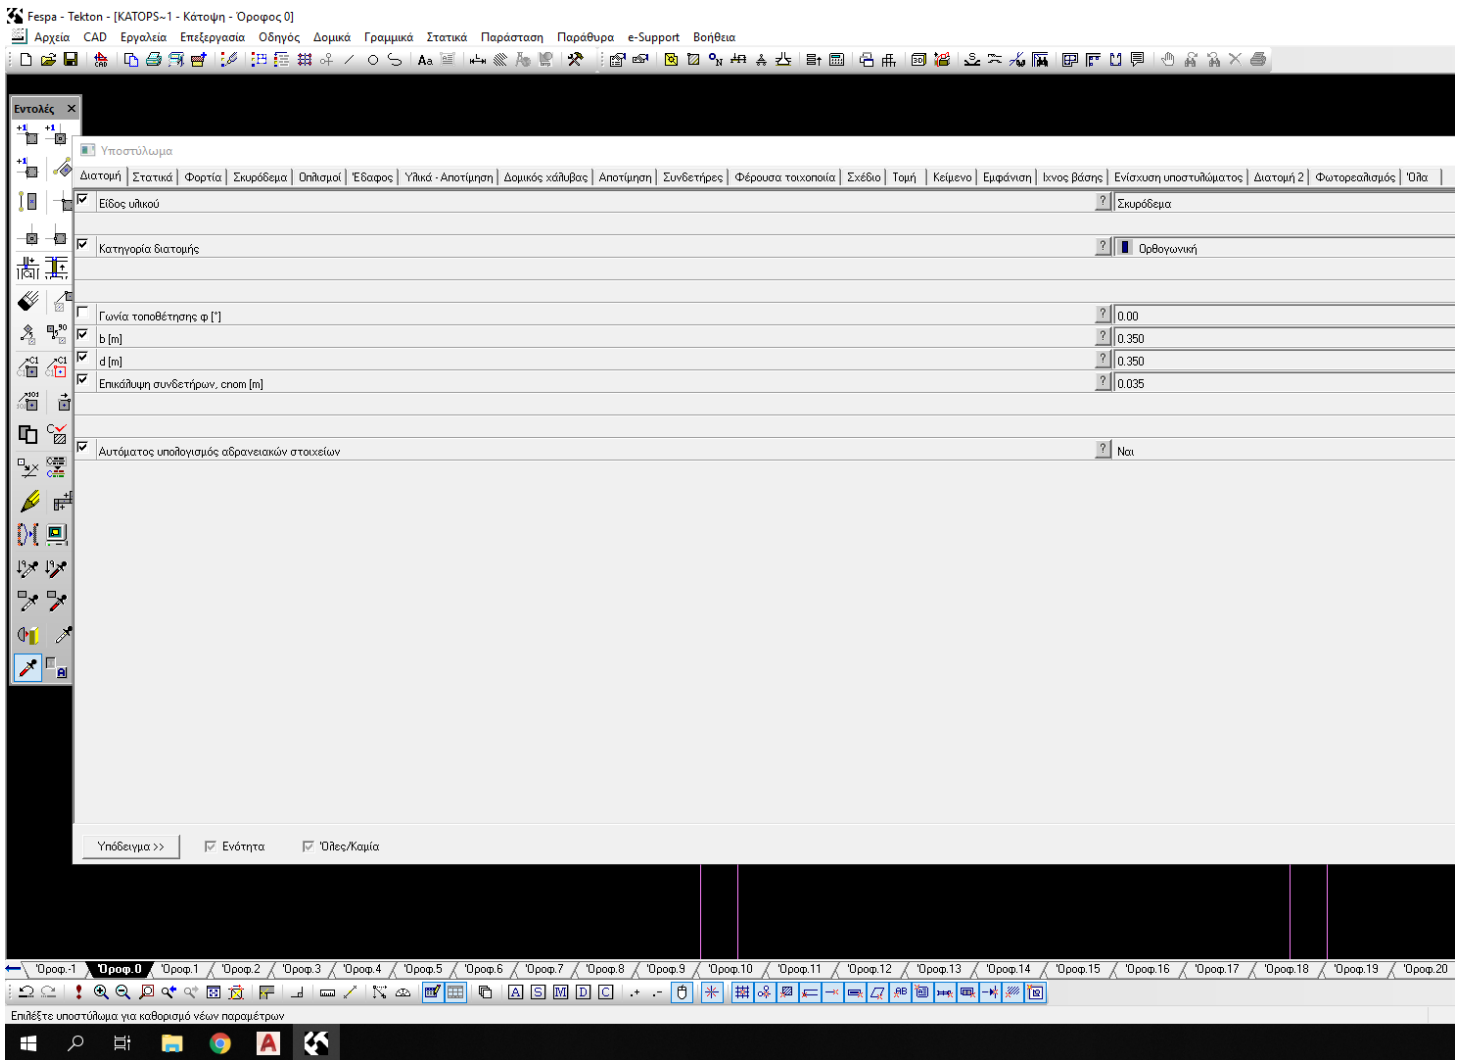 Fespa - Tekton - [KATOPS~1 - Κάτοψη - Όροφος 0]
Αρχεία CAD Εργαλεία Επεξεργασία Οδηγός Δομικά Γραμμικά Στατικά Παράσταση Παράθυρα e-Support Βοήθεια
Εντολές
Υποστύλωμα
Διατομή Στατικά Φορτία Σκυρόδεμα Οπλισμοί Έδαφος Υλικά - Αποτίμηση Δομικός χάλυβας Αποτίμηση Συνδετήρες Φέρουσα τοιχοποιία Σχέδιο Τομή Κείμενο Εμφάνιση Ιχνος βάσης Ενίσχυση υποστυλώματος Διατομή 2 Φωτορεαλισμός Όλα
Είδος υλικού ? Σκυρόδεμα
Κατηγορία διατομής ? Ορθογωνική
Γωνία τοποθέτησης φ [°] ? 0.00
b [m] ? 0.350
d [m] ? 0.350
Επικάλυψη συνδετήρων, cnom [m] ? 0.035
Αυτόματος υπολογισμός αδρανειακών στοιχείων ? Ναι
Υπόδειγμα >> Ενότητα Όλες/Καμία
Όροφ.-1 Όροφ.0 Όροφ.1 Όροφ.2 Όροφ.3 Όροφ.4 Όροφ.5 Όροφ.6 Όροφ.7 Όροφ.8 Όροφ.9 Όροφ.10 Όροφ.11 Όροφ.12 Όροφ.13 Όροφ.14 Όροφ.15 Όροφ.16 Όροφ.17 Όροφ.18 Όροφ.19 Όροφ.20
A S M D C
Επιλέξτε υποστύλωμα για καθορισμό νέων παραμέτρων